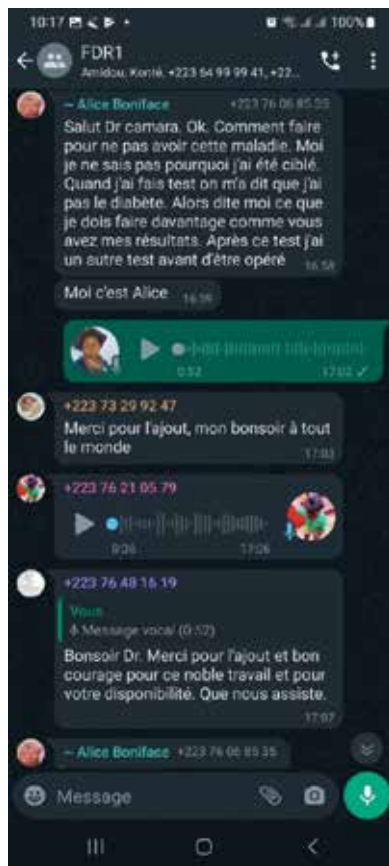 10:17
100%
FDR1
Amidou, Konté, +223 64 99 99 41, +22...
~ Alice Boniface +223 76 06 85 35
Salut Dr camara. Ok. Comment faire
pour ne pas avoir cette maladie. Moi
je ne sais pas pourquoi j'ai été ciblé.
Quand j'ai fais test on m'a dit que j'ai
pas le diabète. Alors dite moi ce que
je dois faire davantage comme vous
avez mes résultats. Après ce test j'ai
un autre test avant d'être opéré 16:58
Moi c'est Alice 16:59
0:52 17:02
+223 73 29 92 47
Merci pour l'ajout, mon bonsoir à tout
le monde
17:03
+223 76 21 05 79
17:06
+223 76 48 16 19
Vous
Message vocal (0:52)
Bonsoir Dr. Merci pour l'ajout et bon
courage pour ce noble travail et pour
votre disponibilité. Que nous assiste.
17:07
~ Alice Boniface +223 76 06 85 35
Message